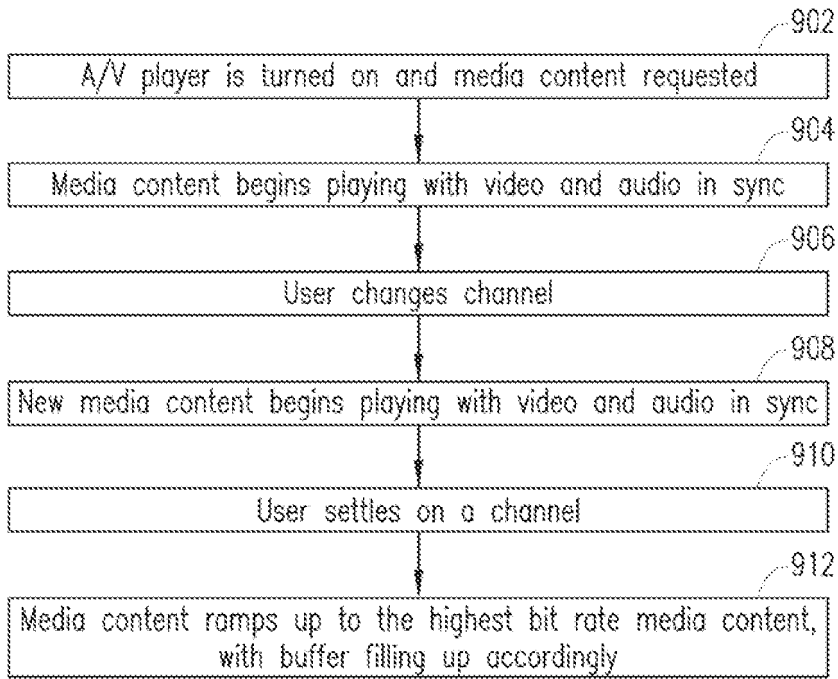 902
A/V player is turned on and media content requested
904
Media content begins playing with video and audio in sync
906
User changes channel
908
New media content begins playing with video and audio in sync
910
User settles on a channel
912
Media content ramps up to the highest bit rate media content,
with buffer filling up accordingly